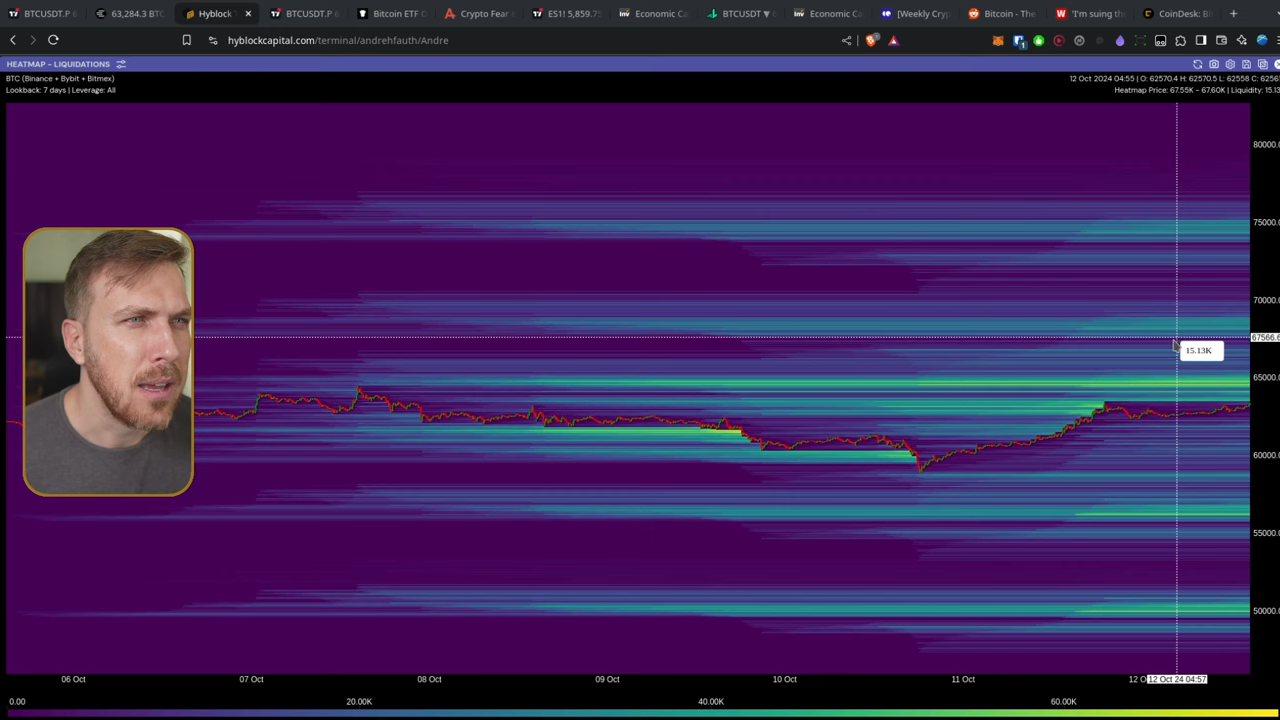 BTCUSDT.P 6
63,284.3 BTC
Hyblock
BTCUSDT.P 6
Bitcoin ETF
Crypto Fear
ES1! 5,859.75
Economic Ca
BTCUSDT
Economic Ca
[Weekly Cryp
Bitcoin - The
'I'm suing the
CoinDesk: Bi
hyblockcapital.com/terminal/andrehfauth/Andre
HEATMAP - LIQUIDATIONS
BTC (Binance + Bybit + Bitmex)
12 Oct 2024 04:55 | O: 62570.4 H: 62570.5 L: 62558 C: 6256
Lookback: 7 days | Leverage: All
Heatmap Price: 67.55K - 67.60K | Liquidity: 15.13
80000.0
75000.0
70000.0
67566.6
15.13K
65000.0
60000.0
55000.0
50000.0
06 Oct
07 Oct
08 Oct
09 Oct
10 Oct
11 Oct
12 O
12 Oct 24 04:57
0.00
20.00K
40.00K
60.00K